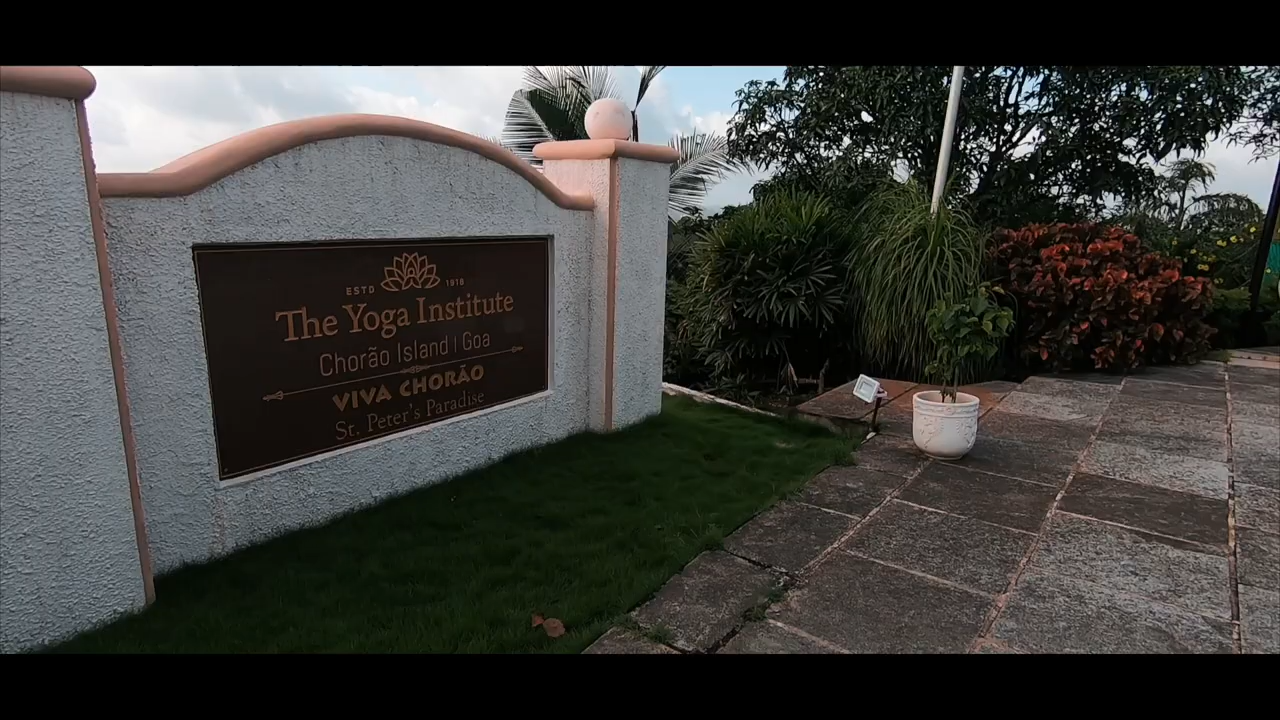 ESTD 1918
The Yoga Institute
Chorão Island | Goa
VIVA CHORÃO
St. Peter's Paradise